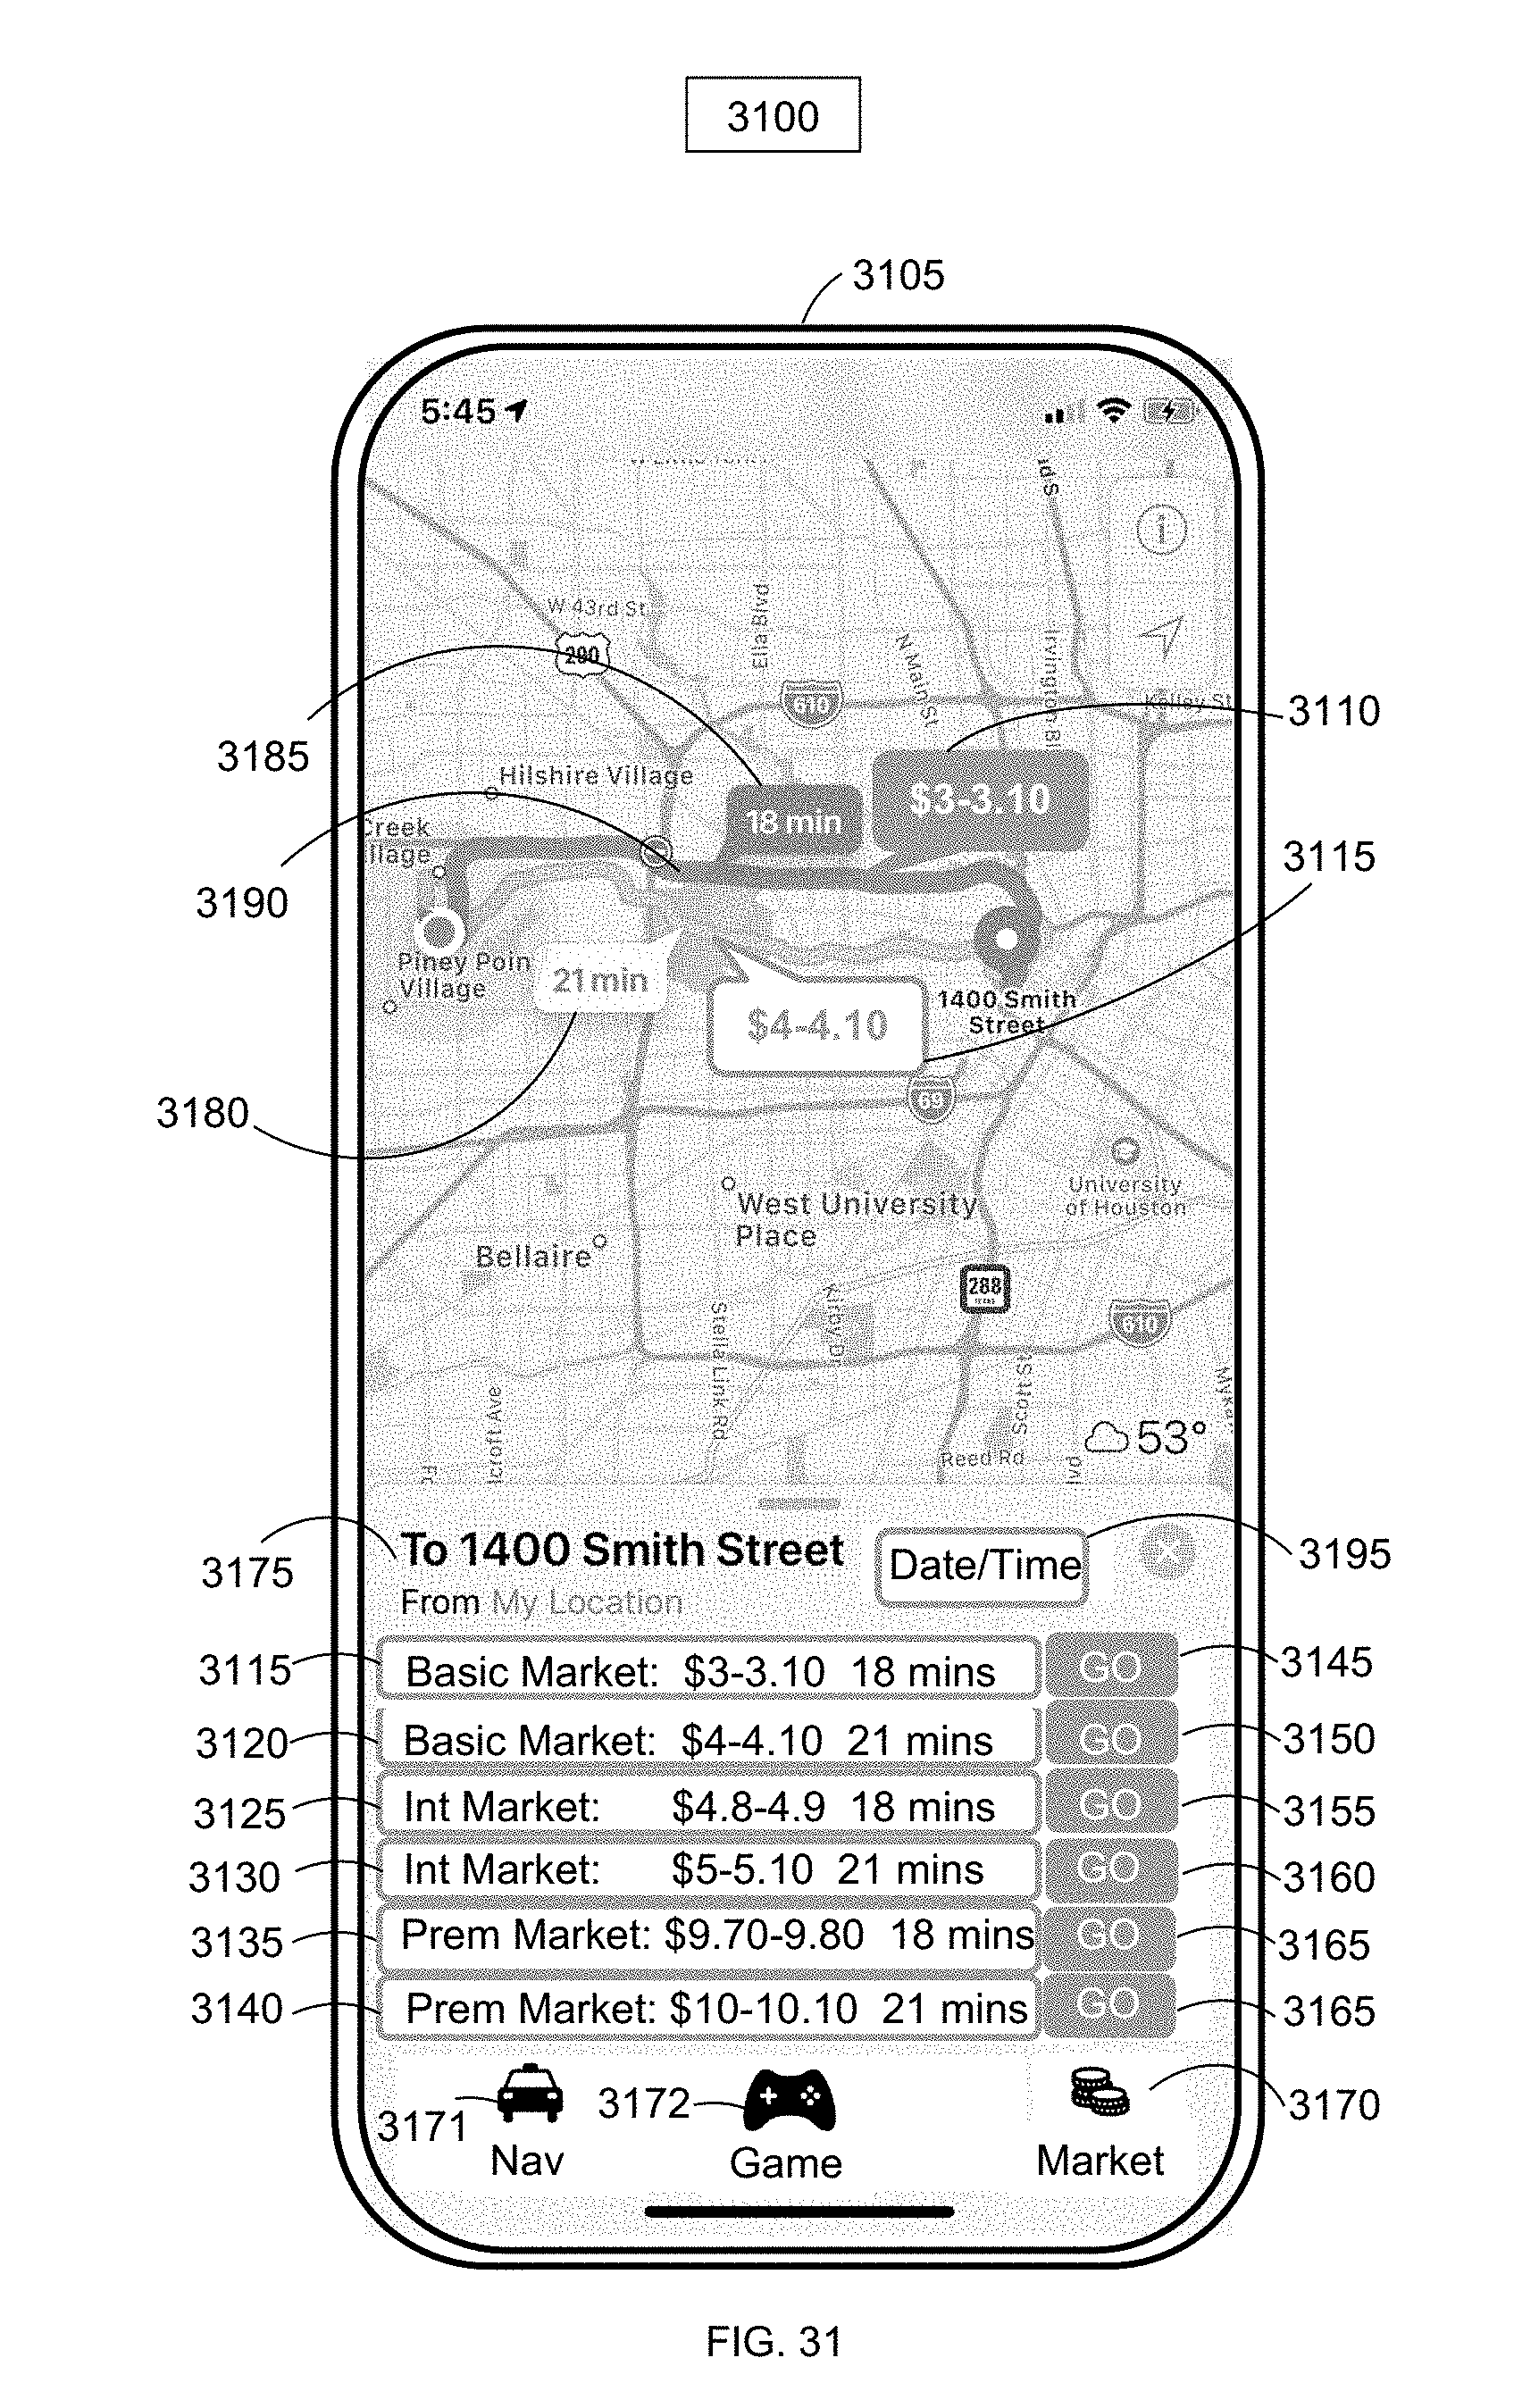 3100
3105
5:45
W 43rd St
Ella Blvd
290
N Main St
610
Kelley St
3110
3185
Hilshire Village
18 min
$3-3.10
Creek
3115
3190
Piney Poin
Village
21 min
$4-4.10
1400 Smith
Street
69
3180
University
of Houston
West University
Place
Bellaire
288
TEXAS
Kirby Dr
610
Stella Link Rd
Scott St
croft Ave
Reed Rd
53°
3175
To 1400 Smith Street
Date/Time
3195
From My Location
3115
Basic Market: $3-3.10 18 mins
GO
3145
3120
Basic Market: $4-4.10 21 mins
GO
3150
3125
Int Market: $4.8-4.9 18 mins
GO
3155
3130
Int Market: $5-5.10 21 mins
GO
3160
3135
Prem Market: $9.70-9.80 18 mins
GO
3165
3140
Prem Market: $10-10.10 21 mins
GO
3165
3171
3172
3170
Nav
Game
Market
FIG. 31